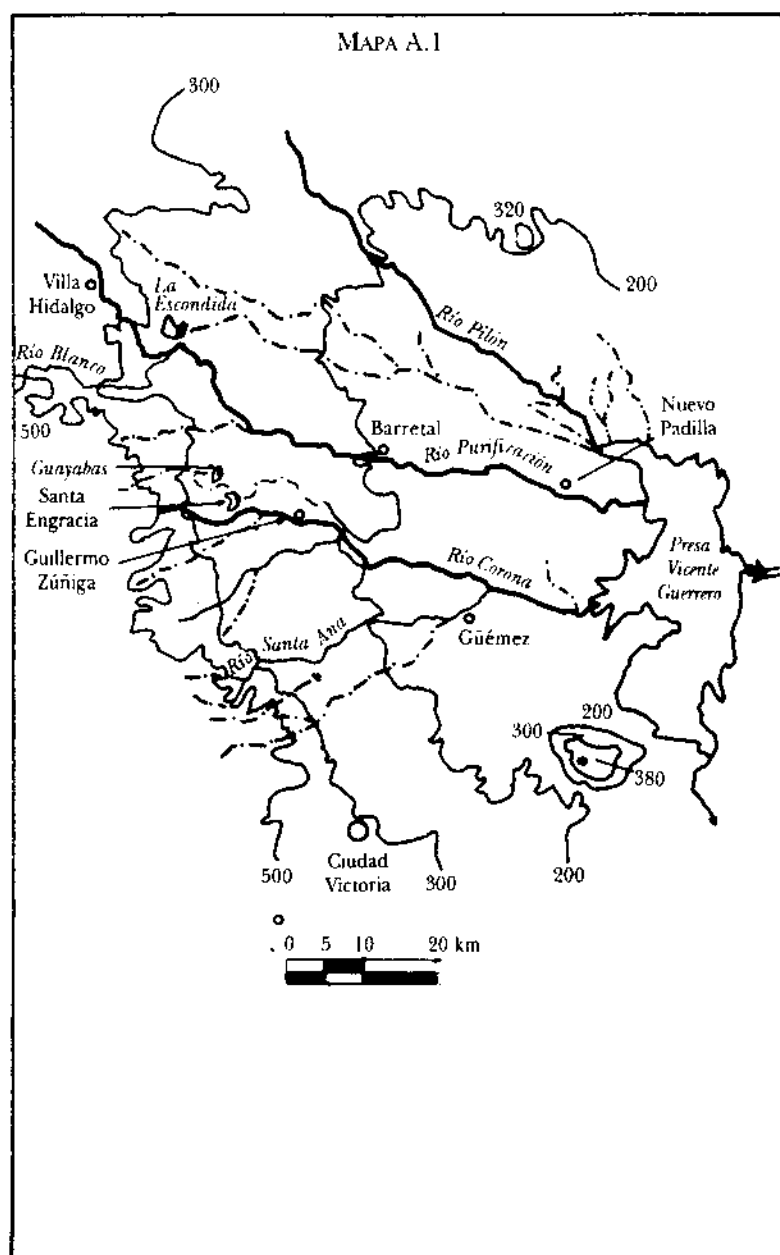 MAPA A.1
300
320
200
Villa
Hidalgo
La
Escondida
Río Pilón
Río Blanco
500
Nuevo
Padilla
Barretal
Río Purificación
Guayabas
Santa
Engracia
Guillermo
Zúñiga
Río Corona
Presa
Vicente
Guerrero
Güémez
Río Santa Ana
200
300
380
Ciudad
Victoria
500
300
200
0 5 10 20 km